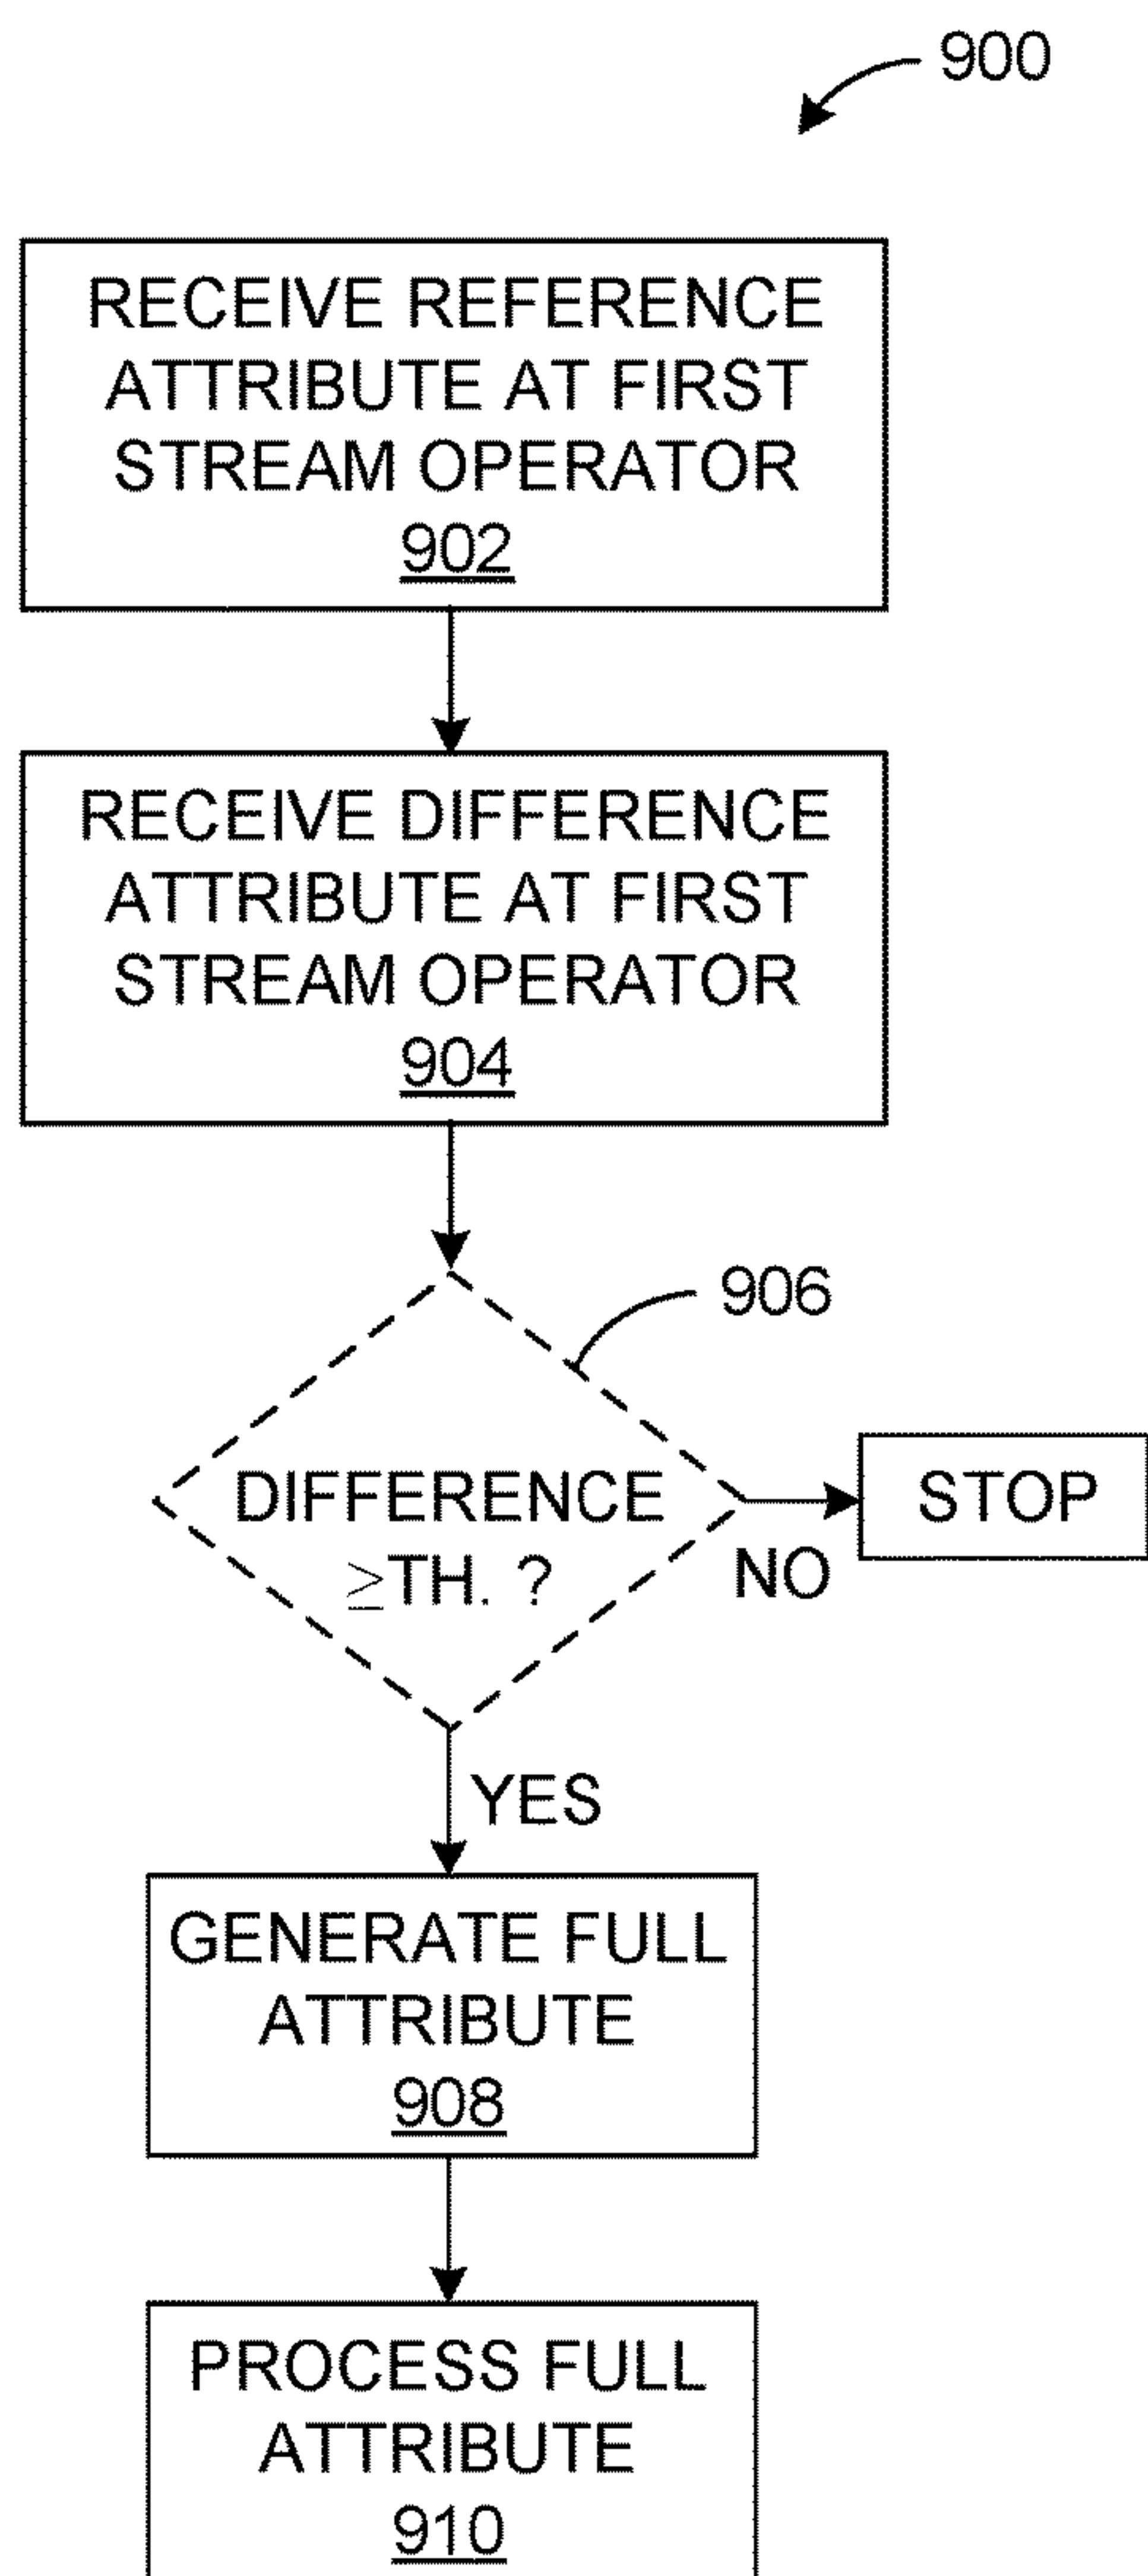 900
RECEIVE REFERENCE
ATTRIBUTE AT FIRST
STREAM OPERATOR
902
RECEIVE DIFFERENCE
ATTRIBUTE AT FIRST
STREAM OPERATOR
904
906
DIFFERENCE
≥TH. ?
STOP
NO
YES
GENERATE FULL
ATTRIBUTE
908
PROCESS FULL
ATTRIBUTE
910